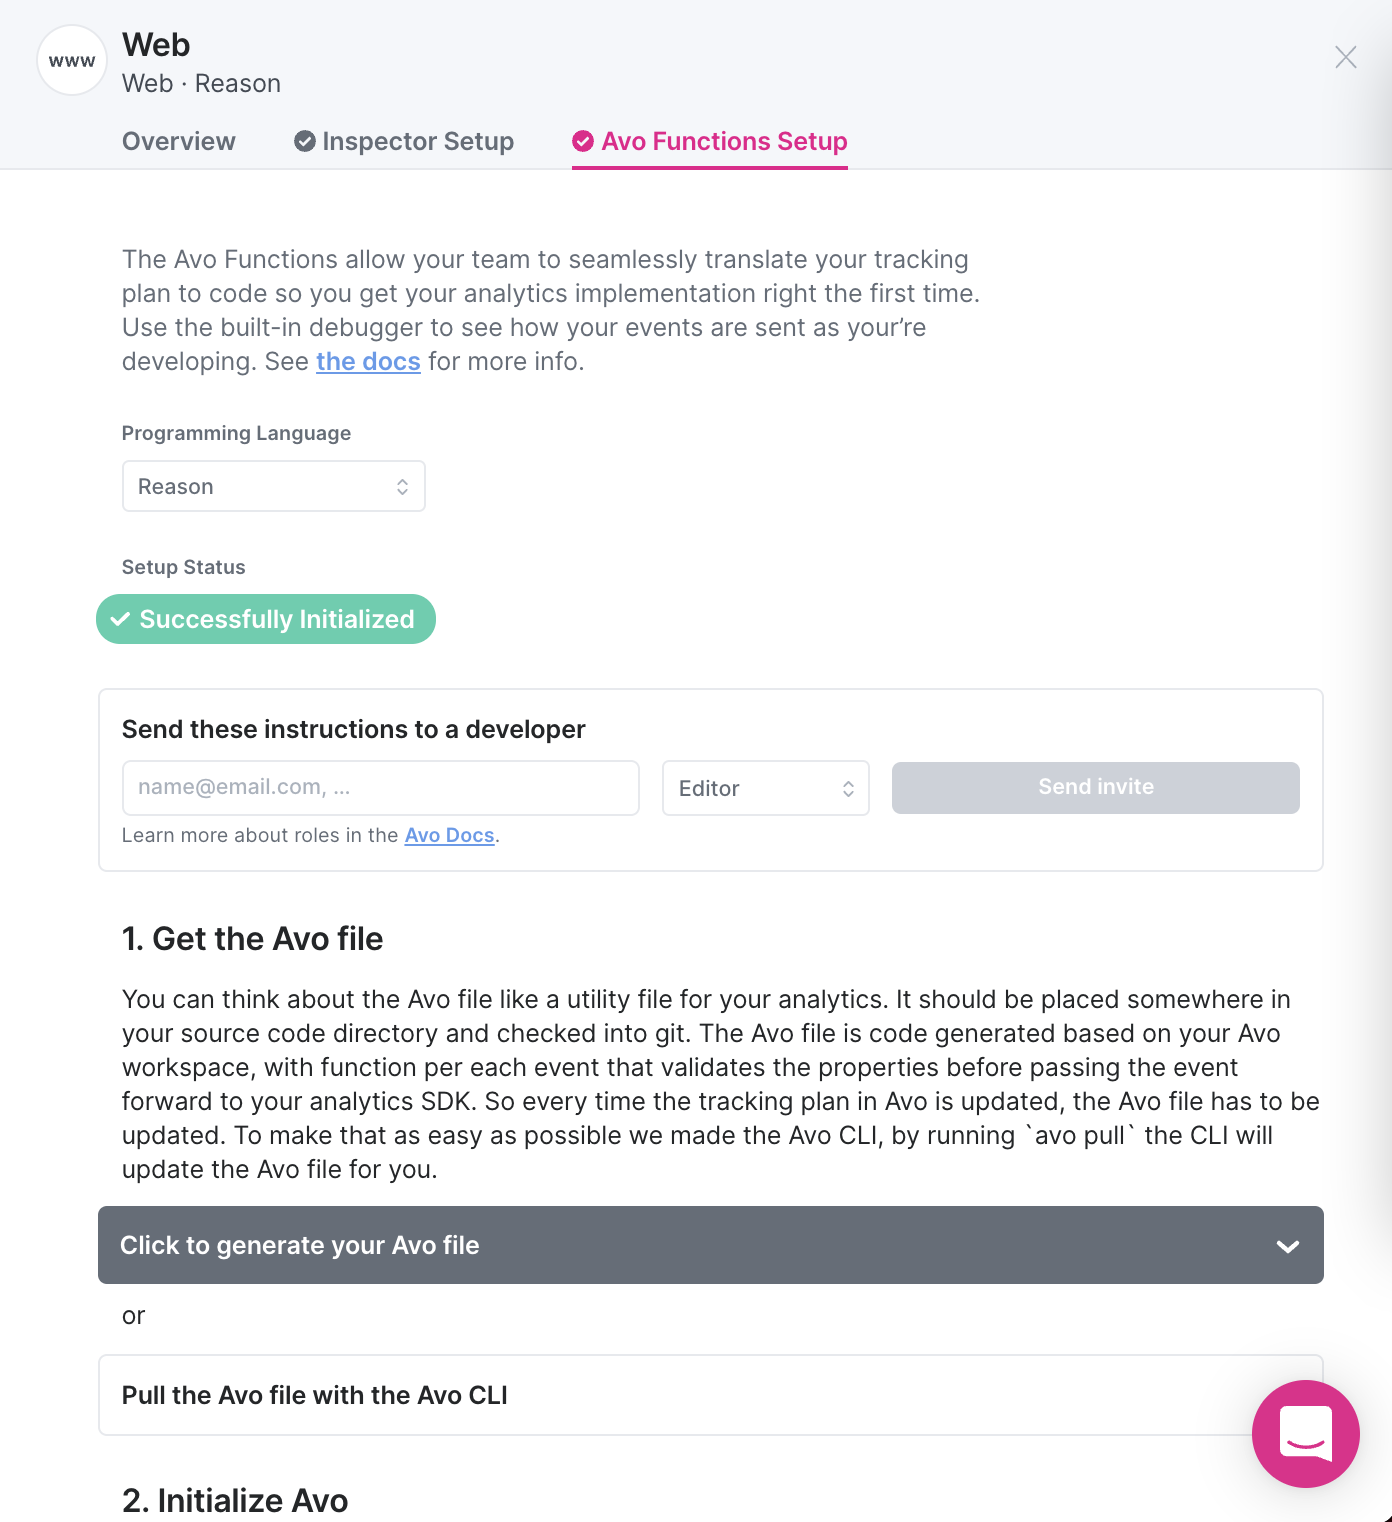 www
Web
Web · Reason
Overview
Inspector Setup
Avo Functions Setup
The Avo Functions allow your team to seamlessly translate your tracking
plan to code so you get your analytics implementation right the first time.
Use the built-in debugger to see how your events are sent as your’re
developing. See the docs for more info.
Programming Language
Reason
Setup Status
Successfully Initialized
Send these instructions to a developer
name@email.com, ...
Editor
Send invite
Learn more about roles in the Avo Docs.
1. Get the Avo file
You can think about the Avo file like a utility file for your analytics. It should be placed somewhere in
your source code directory and checked into git. The Avo file is code generated based on your Avo
workspace, with function per each event that validates the properties before passing the event
forward to your analytics SDK. So every time the tracking plan in Avo is updated, the Avo file has to be
updated. To make that as easy as possible we made the Avo CLI, by running `avo pull` the CLI will
update the Avo file for you.
Click to generate your Avo file
or
Pull the Avo file with the Avo CLI
2. Initialize Avo